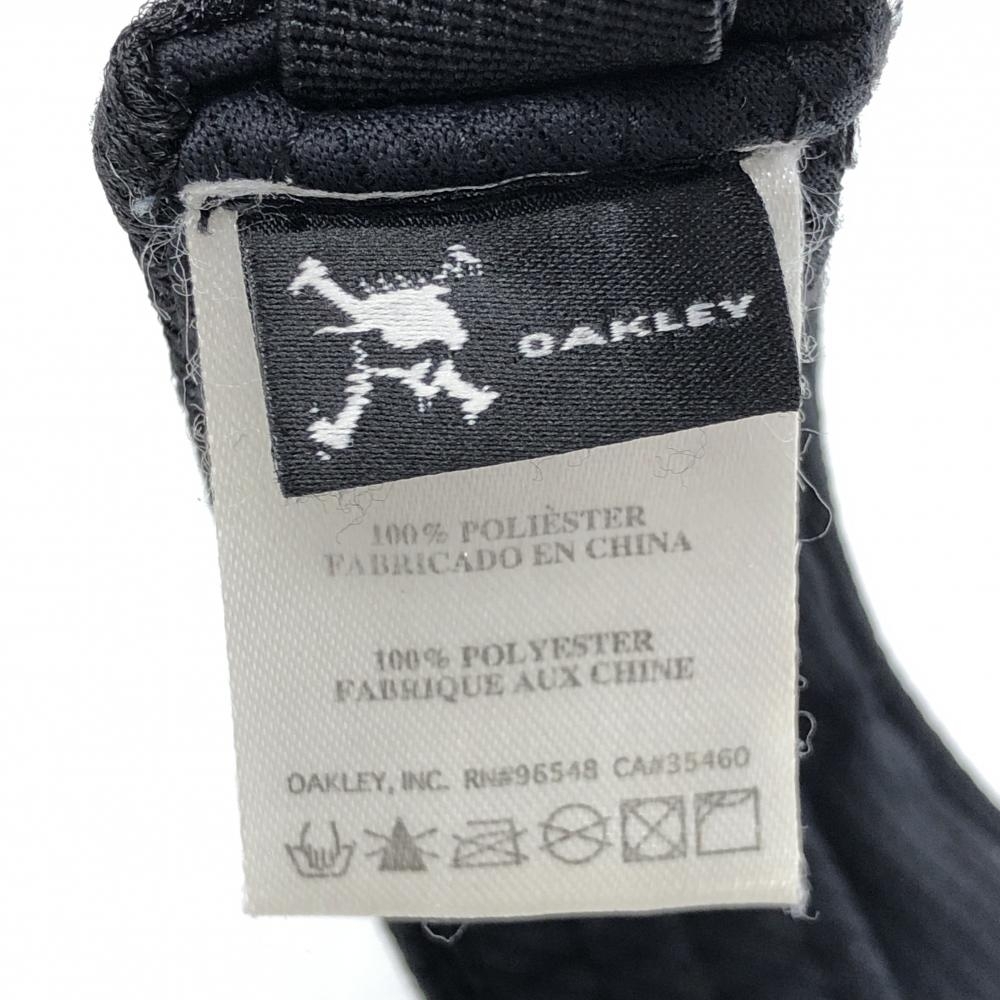 OAKLEY
100% POLIÈSTER
FABRICADO EN CHINA
100% POLYESTER
FABRIQUE AUX CHINE
OAKLEY, INC. RN#96548 CA#35460